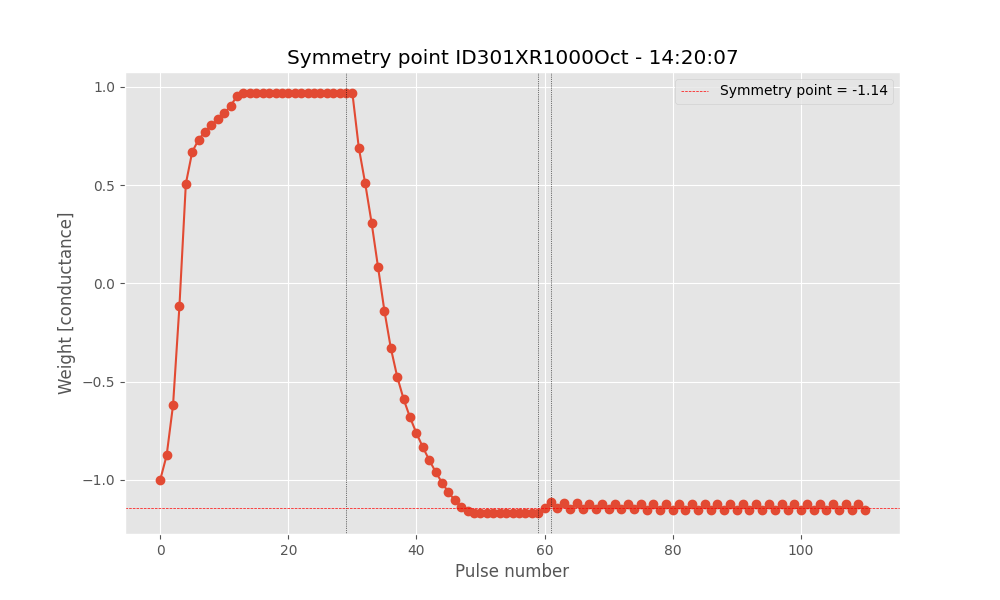 Symmetry point ID301XR1000Oct - 14:20:07
Symmetry point = -1.14
1.0
0.5
0.0
−0.5
−1.0
Weight [conductance]
0
20
40
60
80
100
Pulse number